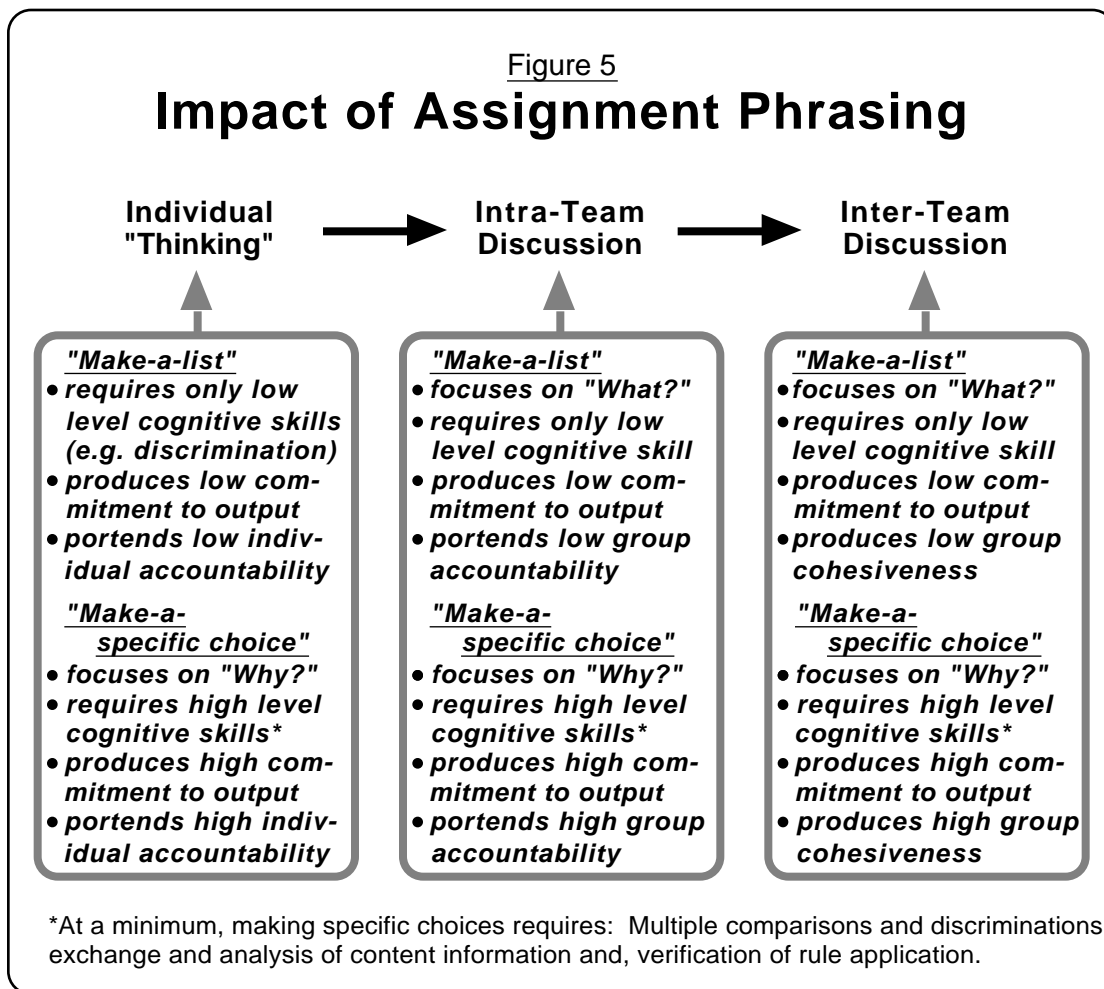 Figure 5
Impact of Assignment Phrasing
Individual
"Thinking"
Intra-Team
Discussion
Inter-Team
Discussion
"Make-a-list"
• requires only low
level cognitive skills
(e.g. discrimination)
• produces low com-
mitment to output
• portends low indiv-
idual accountability
"Make-a-
specific choice"
• focuses on "Why?"
• requires high level
cognitive skills*
• produces high com-
mitment to output
• portends high indiv-
idual accountability
"Make-a-list"
• focuses on "What?"
• requires only low
level cognitive skill
• produces low com-
mitment to output
• portends low group
accountability
"Make-a-
specific choice"
• focuses on "Why?"
• requires high level
cognitive skills*
• produces high com-
mitment to output
• portends high group
accountability
"Make-a-list"
• focuses on "What?"
• requires only low
level cognitive skill
• produces low com-
mitment to output
• produces low group
cohesiveness
"Make-a-
specific choice"
• focuses on "Why?"
• requires high level
cognitive skills*
• produces high com-
mitment to output
• produces high group
cohesiveness
*At a minimum, making specific choices requires: Multiple comparisons and discriminations
exchange and analysis of content information and, verification of rule application.